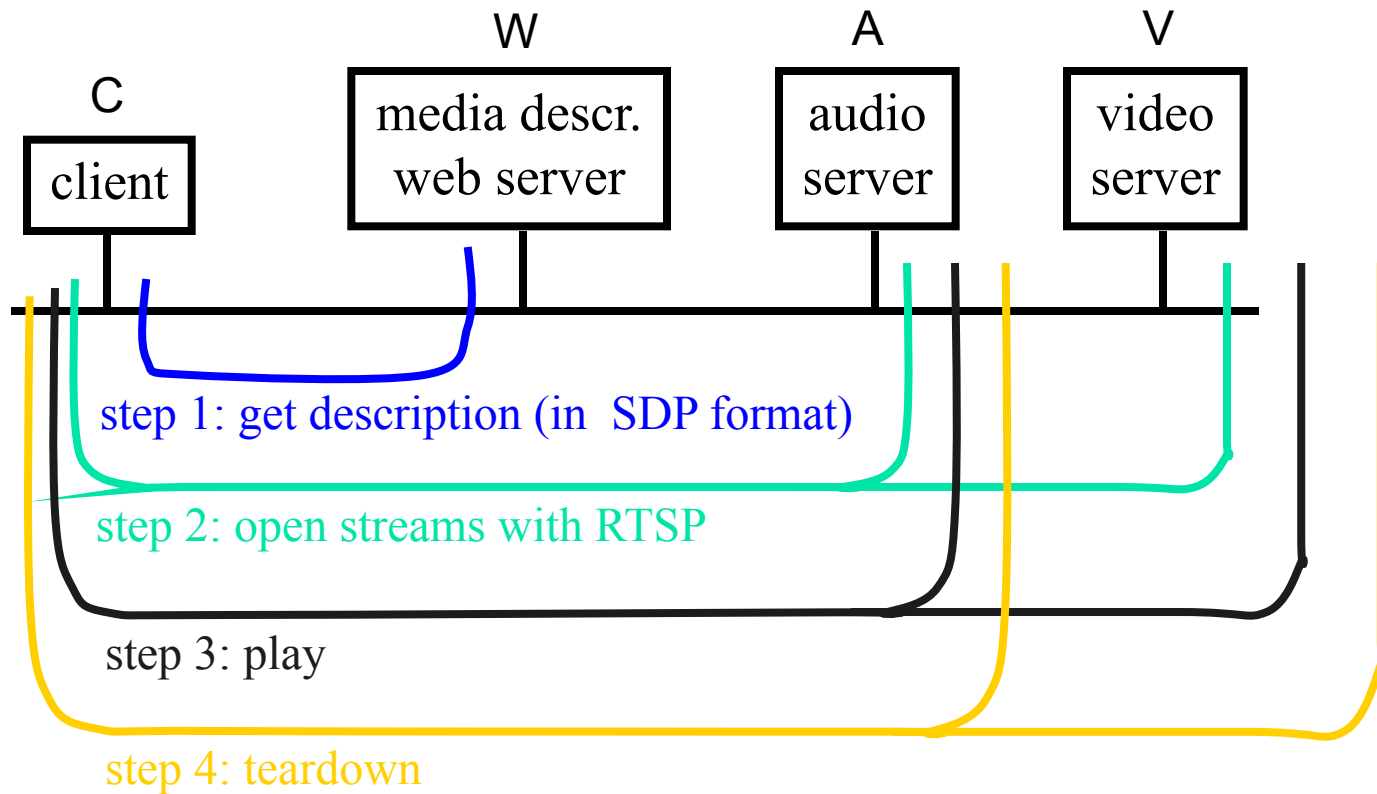 W
A
V
C
media descr.
web server
audio
server
video
server
client
step 1: get description (in  SDP format)
step 2: open streams with RTSP
step 3: play
step 4: teardown